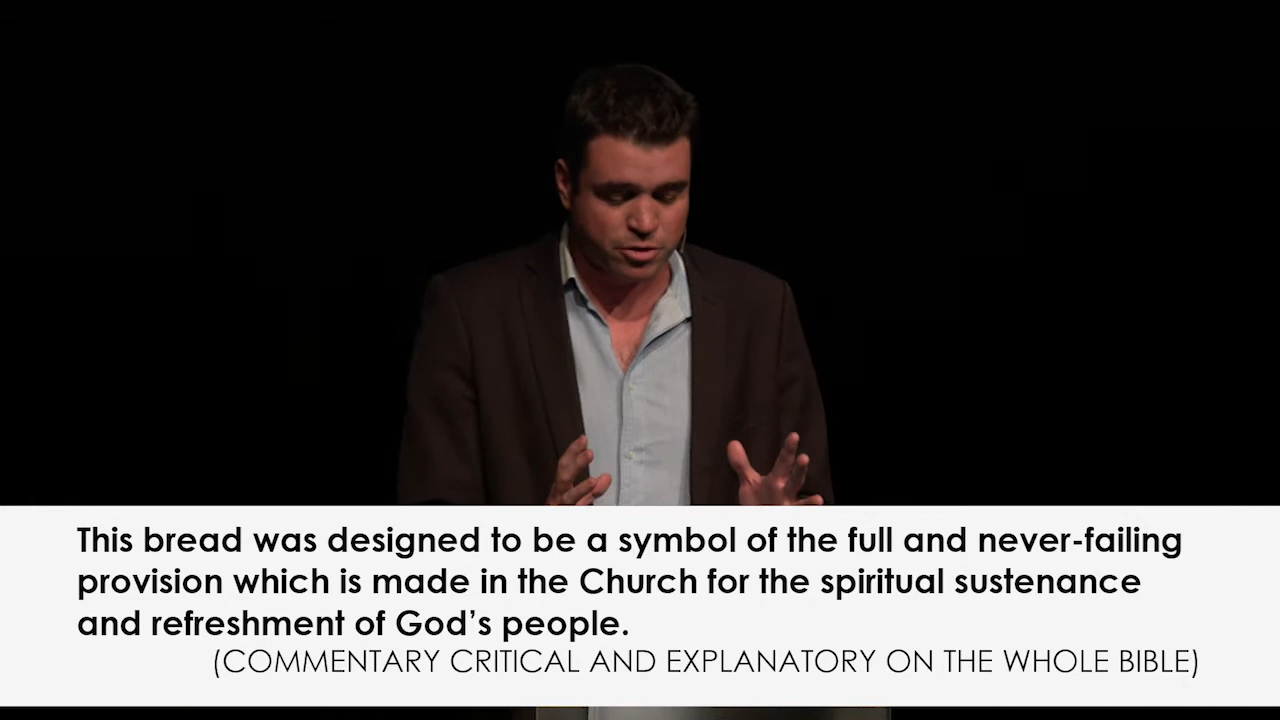 This bread was designed to be a symbol of the full and never-failing
provision which is made in the Church for the spiritual sustenance
and refreshment of God’s people.
(COMMENTARY CRITICAL AND EXPLANATORY ON THE WHOLE BIBLE)